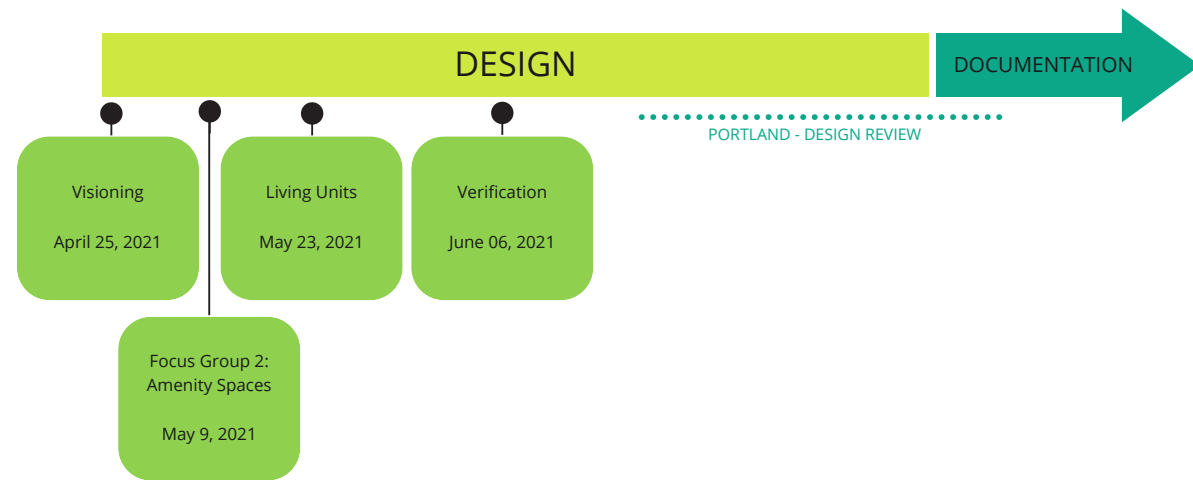 DESIGN
DOCUMENTATION
PORTLAND - DESIGN REVIEW
Visioning
April 25, 2021
Living Units
May 23, 2021
Verification
June 06, 2021
Focus Group 2:
Amenity Spaces
May 9, 2021